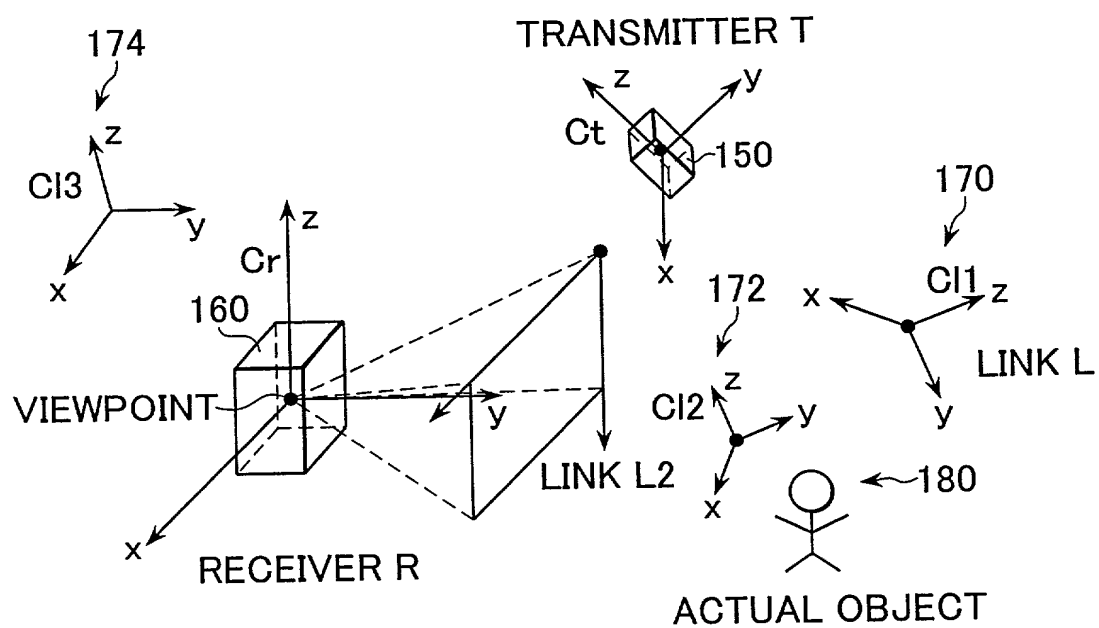 174
TRANSMITTER T
z
y
Ct
150
z
Cl3
y
x
x
170
z
Cr
160
172
x
Cl1
z
LINK L
y
VIEWPOINT
y
z
Cl2
y
x
LINK L2
180
x
RECEIVER R
ACTUAL OBJECT